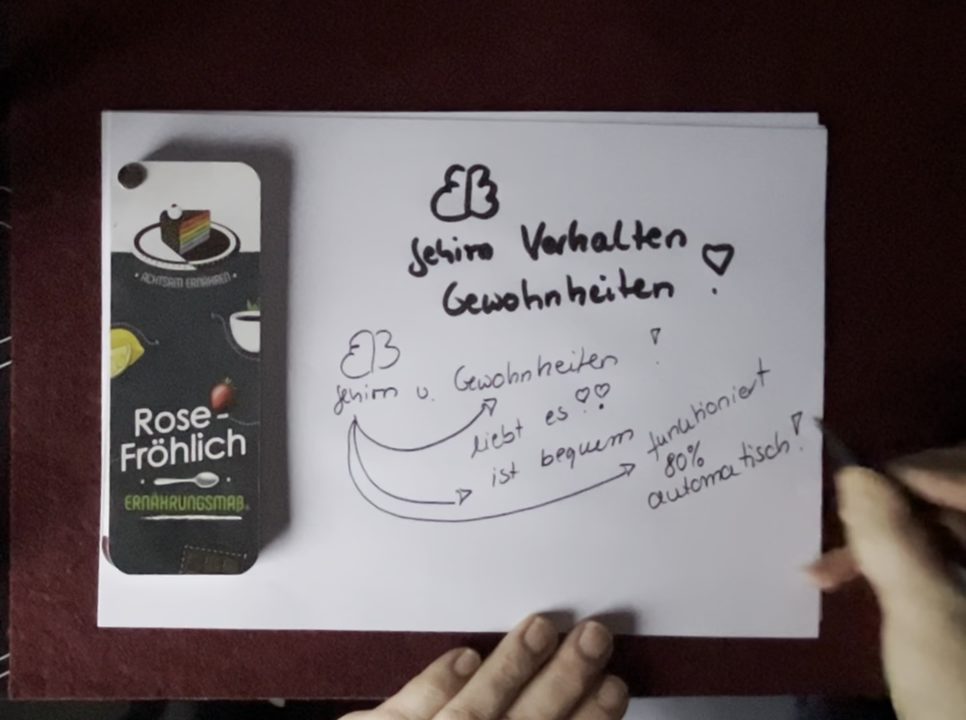 ACHTSAM ERNÄHREN
Rose-
Fröhlich
ERNÄHRUNGSMAß®
Gehirn Verhalten
Gewohnheiten
Gehirn u. Gewohnheiten
liebt es
ist bequem
funktioniert
80%
automatisch!